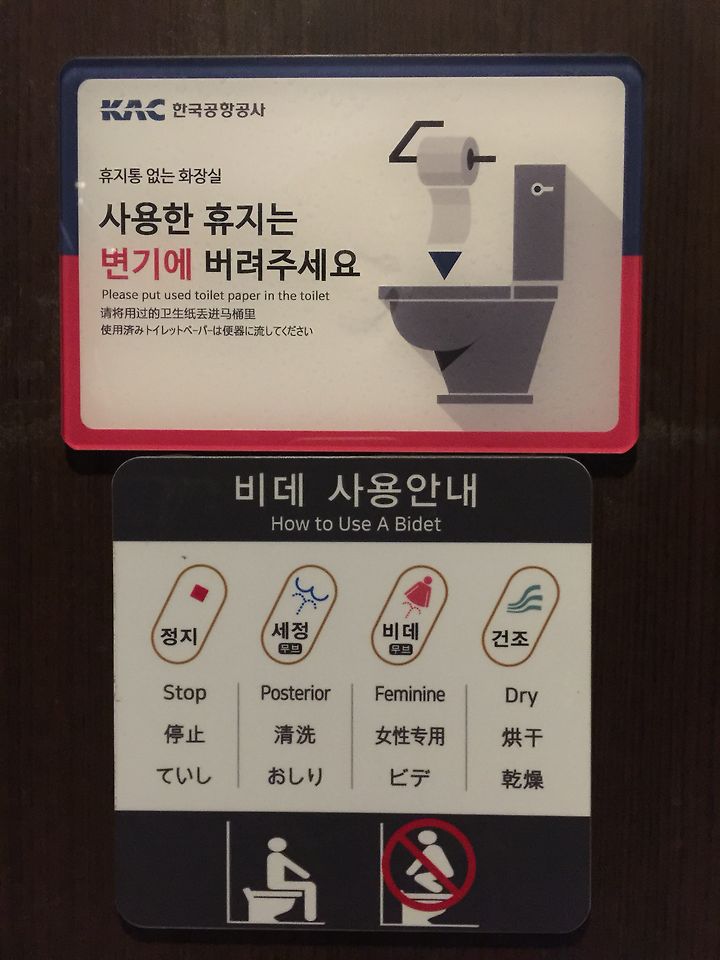 KAC 한국공항공사
휴지통 없는 화장실
사용한 휴지는
변기에 버려주세요
Please put used toilet paper in the toilet
请将用过的卫生纸丢进马桶里
使用済みトイレットペーパーは便器に流してください
비데 사용안내
How to Use A Bidet
정지 세정 비데 건조
무브 무브
Stop Posterior Feminine Dry
停止 清洗 女性专用 烘干
ていし おしり ビデ 乾燥